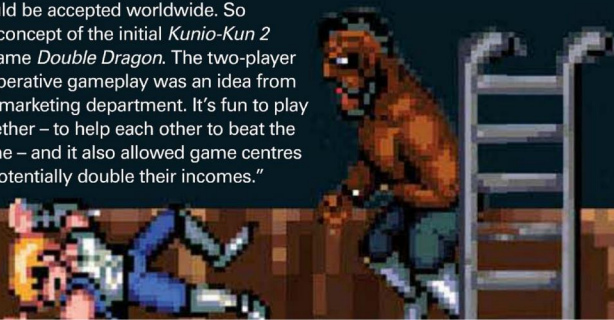 uld be accepted worldwide. So
concept of the initial Kunio-Kun 2
ame Double Dragon. The two-player
perative gameplay was an idea from
marketing department. It's fun to play
ether – to help each other to beat the
ne – and it also allowed game centres
otentially double their incomes."